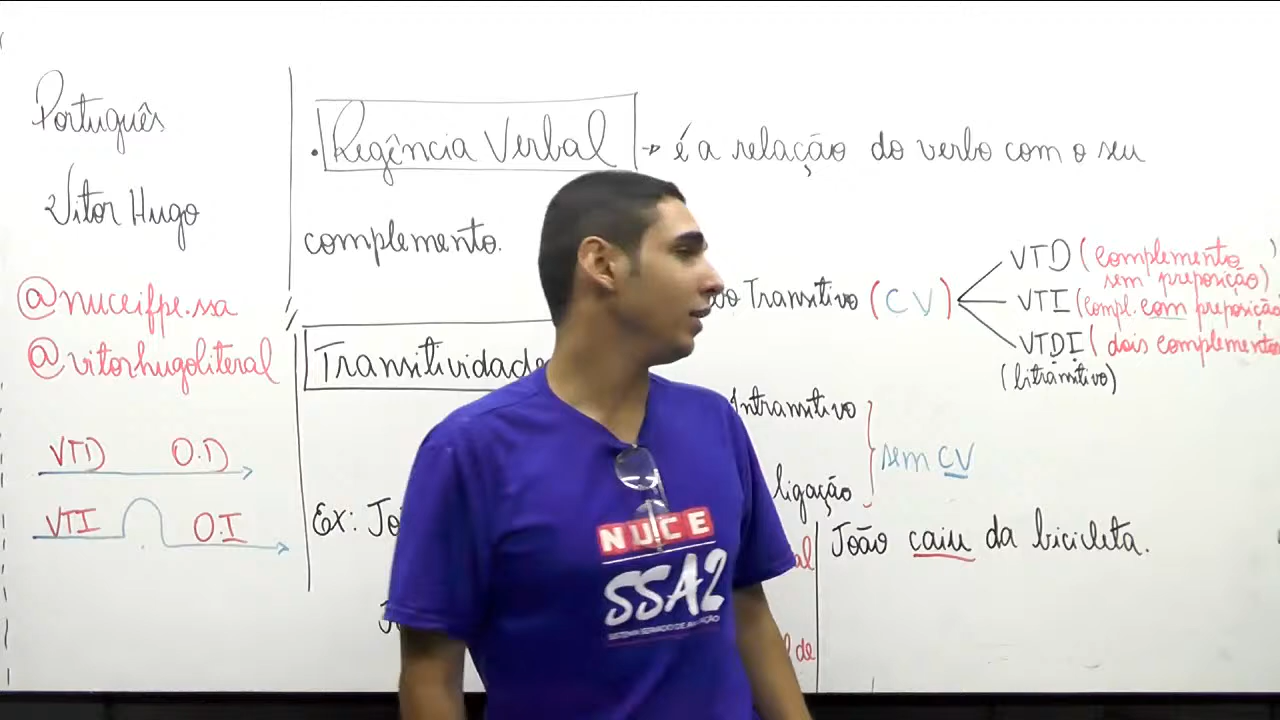 Português
Vitor Hugo
@nuceifpe.ssa
@vitorhugoliteral
VTD O.D
VTI O.I
• Regência Verbal → é a relação do verbo com o seu
complemento.
Transitividade
Transitivo (CV)
VTD (complemento
sem preposição)
VTI (compl. com preposição
VTDI (dois complementos
(bitransitivo)
Intransitivo
ligação
sem CV
Ex:
João caiu da bicicleta.
de
NUCE
SSA2